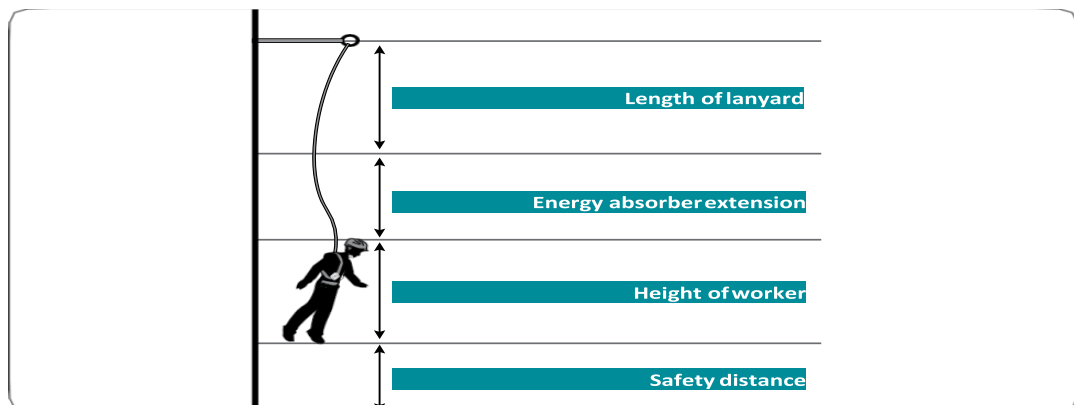 Length of lanyard
Energy absorber extension
Height of worker
Safety distance